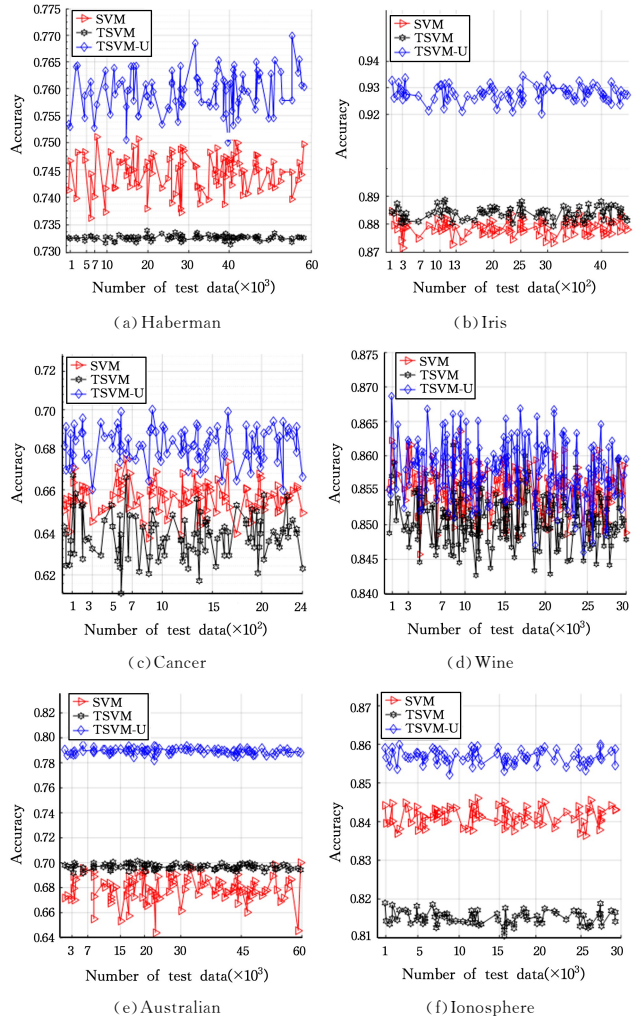 0.775
0.770
0.765
0.760
0.755
0.750
0.745
0.740
0.735
0.730
Accuracy
SVM
TSVM
TSVM-U
1 5 7 10 20 30 40 60
Number of test data(×10³)
(a) Haberman
0.94
0.93
0.92
0.89
0.88
0.87
Accuracy
SVM
TSVM
TSVM-U
1 3 7 10 13 20 25 30 40
Number of test data(×10²)
(b) Iris
0.72
0.70
0.68
0.66
0.64
0.62
Accuracy
SVM
TSVM
TSVM-U
1 3 5 7 10 15 20 24
Number of test data(×10²)
(c) Cancer
0.875
0.870
0.865
0.860
0.855
0.850
0.845
0.840
Accuracy
SVM
TSVM
TSVM-U
1 3 7 10 15 20 30
Number of test data(×10³)
(d) Wine
0.82
0.80
0.78
0.76
0.74
0.72
0.70
0.68
0.66
0.64
Accuracy
SVM
TSVM
TSVM-U
3 7 15 20 30 45 60
Number of test data(×10³)
(e) Australian
0.86
0.85
0.84
0.83
0.82
0.81
Accuracy
SVM
TSVM
TSVM-U
1 5 10 15 20 30
Number of test data(×10³)
(f) Ionosphere